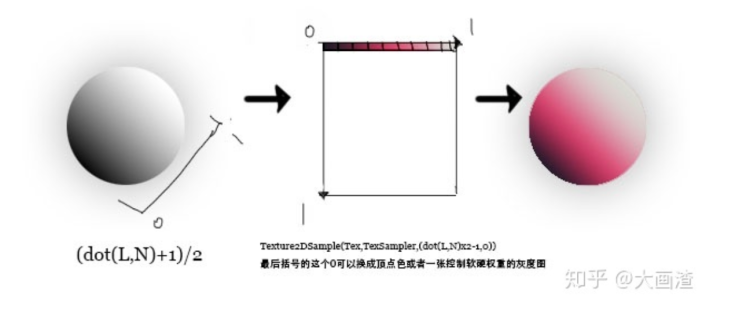 0
1
0
1
(dot(L,N)+1)/2
Texture2DSample(Tex,TexSampler,(dot(L,N)x2-1,0))
最后括号的这个0可以换成顶点色或者一张控制软硬权重的灰度图
知乎 @大画渣